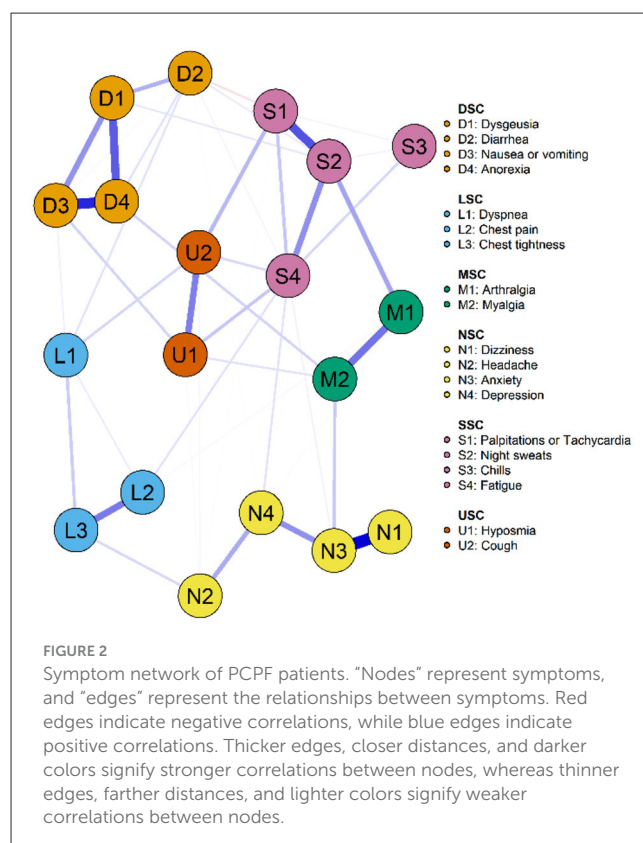 D2
D1
S1
S3
S2
D4
D3
U2
S4
M1
L1
U1
M2
L2
N4
L3
N1
N3
N2
DSC
D1: Dysgeusia
D2: Diarrhea
D3: Nausea or vomiting
D4: Anorexia
LSC
L1: Dyspnea
L2: Chest pain
L3: Chest tightness
MSC
M1: Arthralgia
M2: Myalgia
NSC
N1: Dizziness
N2: Headache
N3: Anxiety
N4: Depression
SSC
S1: Palpitations or Tachycardia
S2: Night sweats
S3: Chills
S4: Fatigue
USC
U1: Hyposmia
U2: Cough
FIGURE 2
Symptom network of PCPF patients. “Nodes” represent symptoms,
and “edges” represent the relationships between symptoms. Red
edges indicate negative correlations, while blue edges indicate
positive correlations. Thicker edges, closer distances, and darker
colors signify stronger correlations between nodes, whereas thinner
edges, farther distances, and lighter colors signify weaker
correlations between nodes.